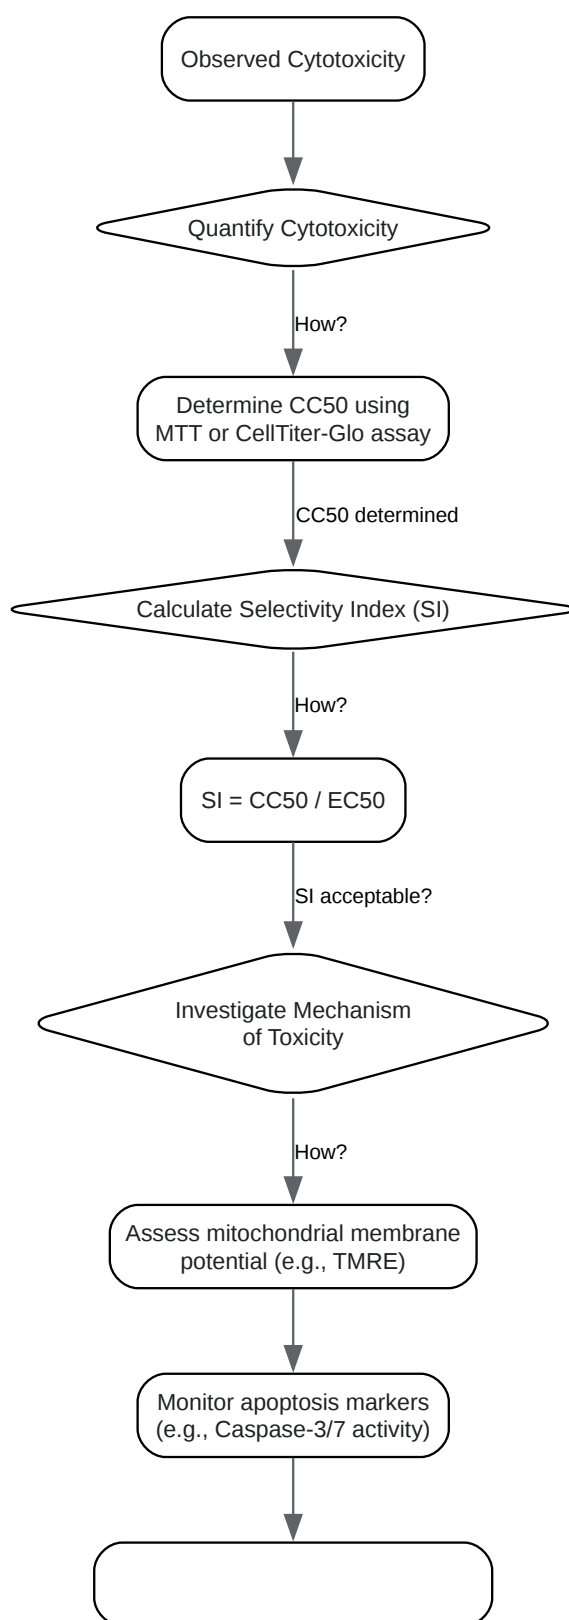 Observed Cytotoxicity
Quantify Cytotoxicity
How?
Determine CC50 using
MTT or CellTiter-Glo assay
CC50 determined
Calculate Selectivity Index (SI)
How?
SI = CC50 / EC50
SI acceptable?
Investigate Mechanism
of Toxicity
How?
Assess mitochondrial membrane
potential (e.g., TMRE)
Monitor apoptosis markers
(e.g., Caspase-3/7 activity)